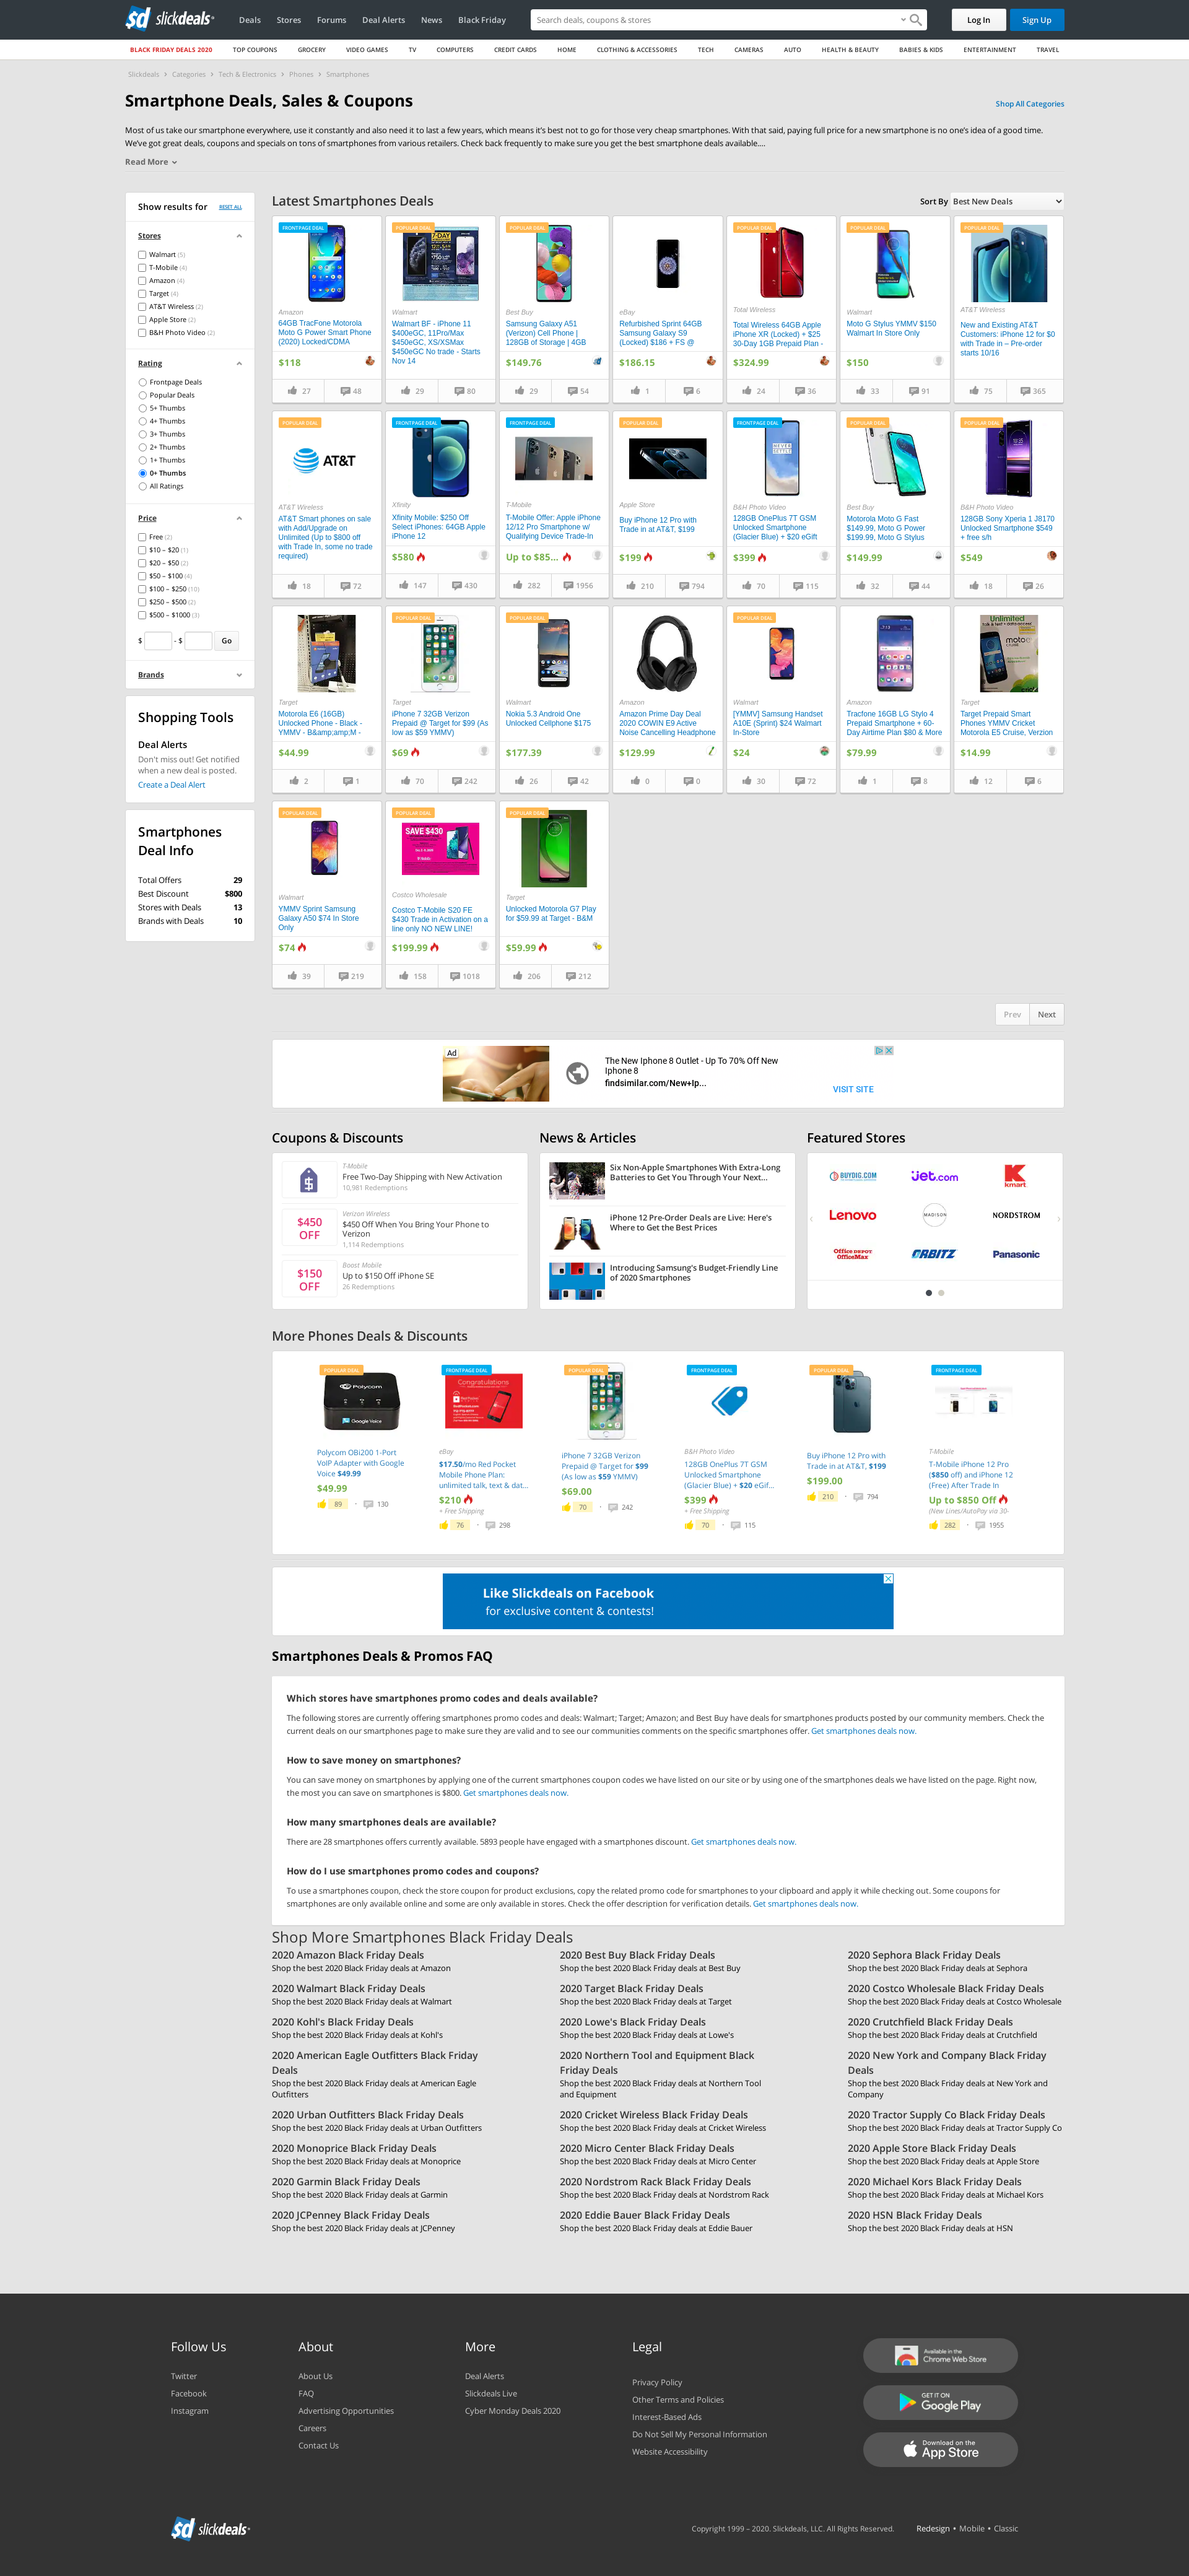 slickdeals
Deals
Stores
Forums
Deal Alerts
News
Black Friday
Search deals, coupons & stores
Log In
Sign Up
BLACK FRIDAY DEALS 2020
TOP COUPONS
GROCERY
VIDEO GAMES
TV
COMPUTERS
CREDIT CARDS
HOME
CLOTHING & ACCESSORIES
TECH
CAMERAS
AUTO
HEALTH & BEAUTY
BABIES & KIDS
ENTERTAINMENT
TRAVEL
Slickdeals > Categories > Tech & Electronics > Phones > Smartphones
Smartphone Deals, Sales & Coupons
Shop All Categories
Most of us take our smartphone everywhere, use it constantly and also need it to last a few years, which means it's best not to go for those very cheap smartphones. With that said, paying full price for a new smartphone is no one's idea of a good time.
We've got great deals, coupons and specials on tons of smartphones from various retailers. Check back frequently to make sure you get the best smartphone deals available....
Read More
Show results for
RESET ALL
Stores
Walmart (5)
T-Mobile (4)
Amazon (4)
Target (4)
AT&T Wireless (2)
Apple Store (2)
B&H Photo Video (2)
Rating
Frontpage Deals
Popular Deals
5+ Thumbs
4+ Thumbs
3+ Thumbs
2+ Thumbs
1+ Thumbs
0+ Thumbs
All Ratings
Price
Free (2)
$10 – $20 (1)
$20 – $50 (2)
$50 – $100 (4)
$100 – $250 (10)
$250 – $500 (2)
$500 – $1000 (3)
$ - $ Go
Brands
Shopping Tools
Deal Alerts
Don't miss out! Get notified
when a new deal is posted.
Create a Deal Alert
Smartphones
Deal Info
Total Offers 29
Best Discount $800
Stores with Deals 13
Brands with Deals 10
Latest Smartphones Deals
Sort By Best New Deals
FRONTPAGE DEAL
Amazon
64GB TracFone Motorola
Moto G Power Smart Phone
(2020) Locked/CDMA
$118
27 48
POPULAR DEAL
Walmart
Walmart BF - iPhone 11
$400eGC, 11Pro/Max
$450eGC, XS/XSMax
$450eGC No trade - Starts
Nov 14
29 80
POPULAR DEAL
Best Buy
Samsung Galaxy A51
(Verizon) Cell Phone |
128GB of Storage | 4GB
$149.76
29 54
eBay
Refurbished Sprint 64GB
Samsung Galaxy S9
(Locked) $186 + FS @
$186.15
1 6
POPULAR DEAL
Total Wireless
Total Wireless 64GB Apple
iPhone XR (Locked) + $25
30-Day 1GB Prepaid Plan -
$324.99
24 36
POPULAR DEAL
Walmart
Moto G Stylus YMMV $150
Walmart In Store Only
$150
33 91
POPULAR DEAL
AT&T Wireless
New and Existing AT&T
Customers: iPhone 12 for $0
with Trade in – Pre-order
starts 10/16
75 365
POPULAR DEAL
AT&T
AT&T Wireless
AT&T Smart phones on sale
with Add/Upgrade on
Unlimited (Up to $800 off
with Trade In, some no trade
required)
18 72
FRONTPAGE DEAL
Xfinity
Xfinity Mobile: $250 Off
Select iPhones: 64GB Apple
iPhone 12
$580
147 430
FRONTPAGE DEAL
T-Mobile
T-Mobile Offer: Apple iPhone
12/12 Pro Smartphone w/
Qualifying Device Trade-In
Up to $85...
282 1956
POPULAR DEAL
Apple Store
Buy iPhone 12 Pro with
Trade in at AT&T, $199
$199
210 794
FRONTPAGE DEAL
B&H Photo Video
128GB OnePlus 7T GSM
Unlocked Smartphone
(Glacier Blue) + $20 eGift
$399
70 115
POPULAR DEAL
Best Buy
Motorola Moto G Fast
$149.99, Moto G Power
$199.99, Moto G Stylus
$149.99
32 44
POPULAR DEAL
B&H Photo Video
128GB Sony Xperia 1 J8170
Unlocked Smartphone $549
+ free s/h
$549
18 26
Target
Motorola E6 (16GB)
Unlocked Phone - Black -
YMMV - B&amp;amp;M -
$44.99
2 1
POPULAR DEAL
Target
iPhone 7 32GB Verizon
Prepaid @ Target for $99 (As
low as $59 YMMV)
$69
70 242
POPULAR DEAL
Walmart
Nokia 5.3 Android One
Unlocked Cellphone $175
$177.39
26 42
Amazon
Amazon Prime Day Deal
2020 COWIN E9 Active
Noise Cancelling Headphone
$129.99
0 0
POPULAR DEAL
Walmart
[YMMV] Samsung Handset
A10E (Sprint) $24 Walmart
In-Store
$24
30 72
Amazon
Tracfone 16GB LG Stylo 4
Prepaid Smartphone + 60-
Day Airtime Plan $80 & More
$79.99
1 8
Unlimited
moto e
Target
Target Prepaid Smart
Phones YMMV Cricket
Motorola E5 Cruise, Verzion
$14.99
12 6
POPULAR DEAL
Walmart
YMMV Sprint Samsung
Galaxy A50 $74 In Store
Only
$74
39 219
POPULAR DEAL
SAVE $430
Costco Wholesale
Costco T-Mobile S20 FE
$430 Trade in Activation on a
line only NO NEW LINE!
$199.99
158 1018
POPULAR DEAL
Target
Unlocked Motorola G7 Play
for $59.99 at Target - B&M
$59.99
206 212
Prev
Next
Ad
The New Iphone 8 Outlet - Up To 70% Off New
Iphone 8
findsimilar.com/New+Ip...
VISIT SITE
Coupons & Discounts
T-Mobile
Free Two-Day Shipping with New Activation
10,981 Redemptions
$450
OFF
Verizon Wireless
$450 Off When You Bring Your Phone to
Verizon
1,114 Redemptions
$150
OFF
Boost Mobile
Up to $150 Off iPhone SE
26 Redemptions
News & Articles
Six Non-Apple Smartphones With Extra-Long
Batteries to Get You Through Your Next...
iPhone 12 Pre-Order Deals are Live: Here's
Where to Get the Best Prices
Introducing Samsung's Budget-Friendly Line
of 2020 Smartphones
Featured Stores
BUYDIG.COM
Jet.com
Kmart
Lenovo
MADISON
NORDSTROM
Office DEPOT
OfficeMax
ORBITZ
Panasonic
More Phones Deals & Discounts
POPULAR DEAL
Polycom
Google Voice
Polycom OBi200 1-Port
VoIP Adapter with Google
Voice $49.99
$49.99
89 • 130
FRONTPAGE DEAL
Congratulations
eBay
$17.50/mo Red Pocket
Mobile Phone Plan:
unlimited talk, text & dat...
$210
+ Free Shipping
76 • 298
POPULAR DEAL
iPhone 7 32GB Verizon
Prepaid @ Target for $99
(As low as $59 YMMV)
$69.00
70 • 242
FRONTPAGE DEAL
B&H Photo Video
128GB OnePlus 7T GSM
Unlocked Smartphone
(Glacier Blue) + $20 eGif...
$399
+ Free Shipping
70 • 115
POPULAR DEAL
Buy iPhone 12 Pro with
Trade in at AT&T, $199
$199.00
210 • 794
FRONTPAGE DEAL
T-Mobile
T-Mobile iPhone 12 Pro
($850 off) and iPhone 12
(Free) After Trade In
Up to $850 Off
(New Lines/AutoPay via 30-
282 • 1955
Like Slickdeals on Facebook
for exclusive content & contests!
Smartphones Deals & Promos FAQ
Which stores have smartphones promo codes and deals available?
The following stores are currently offering smartphones promo codes and deals: Walmart; Target; Amazon; and Best Buy have deals for smartphones products posted by our community members. Check the
current deals on our smartphones page to make sure they are valid and to see our communities comments on the specific smartphones offer. Get smartphones deals now.
How to save money on smartphones?
You can save money on smartphones by applying one of the current smartphones coupon codes we have listed on our site or by using one of the smartphones deals we have listed on the page. Right now,
the most you can save on smartphones is $800. Get smartphones deals now.
How many smartphones deals are available?
There are 28 smartphones offers currently available. 5893 people have engaged with a smartphones discount. Get smartphones deals now.
How do I use smartphones promo codes and coupons?
To use a smartphones coupon, check the store coupon for product exclusions, copy the related promo code for smartphones to your clipboard and apply it while checking out. Some coupons for
smartphones are only available online and some are only available in stores. Check the offer description for verification details. Get smartphones deals now.
Shop More Smartphones Black Friday Deals
2020 Amazon Black Friday Deals
Shop the best 2020 Black Friday deals at Amazon
2020 Best Buy Black Friday Deals
Shop the best 2020 Black Friday deals at Best Buy
2020 Sephora Black Friday Deals
Shop the best 2020 Black Friday deals at Sephora
2020 Walmart Black Friday Deals
Shop the best 2020 Black Friday deals at Walmart
2020 Target Black Friday Deals
Shop the best 2020 Black Friday deals at Target
2020 Costco Wholesale Black Friday Deals
Shop the best 2020 Black Friday deals at Costco Wholesale
2020 Kohl's Black Friday Deals
Shop the best 2020 Black Friday deals at Kohl's
2020 Lowe's Black Friday Deals
Shop the best 2020 Black Friday deals at Lowe's
2020 Crutchfield Black Friday Deals
Shop the best 2020 Black Friday deals at Crutchfield
2020 American Eagle Outfitters Black Friday
Deals
Shop the best 2020 Black Friday deals at American Eagle
Outfitters
2020 Northern Tool and Equipment Black
Friday Deals
Shop the best 2020 Black Friday deals at Northern Tool
and Equipment
2020 New York and Company Black Friday
Deals
Shop the best 2020 Black Friday deals at New York and
Company
2020 Urban Outfitters Black Friday Deals
Shop the best 2020 Black Friday deals at Urban Outfitters
2020 Cricket Wireless Black Friday Deals
Shop the best 2020 Black Friday deals at Cricket Wireless
2020 Tractor Supply Co Black Friday Deals
Shop the best 2020 Black Friday deals at Tractor Supply Co
2020 Monoprice Black Friday Deals
Shop the best 2020 Black Friday deals at Monoprice
2020 Micro Center Black Friday Deals
Shop the best 2020 Black Friday deals at Micro Center
2020 Apple Store Black Friday Deals
Shop the best 2020 Black Friday deals at Apple Store
2020 Garmin Black Friday Deals
Shop the best 2020 Black Friday deals at Garmin
2020 Nordstrom Rack Black Friday Deals
Shop the best 2020 Black Friday deals at Nordstrom Rack
2020 Michael Kors Black Friday Deals
Shop the best 2020 Black Friday deals at Michael Kors
2020 JCPenney Black Friday Deals
Shop the best 2020 Black Friday deals at JCPenney
2020 Eddie Bauer Black Friday Deals
Shop the best 2020 Black Friday deals at Eddie Bauer
2020 HSN Black Friday Deals
Shop the best 2020 Black Friday deals at HSN
Follow Us
Twitter
Facebook
Instagram
About
About Us
FAQ
Advertising Opportunities
Careers
Contact Us
More
Deal Alerts
Slickdeals Live
Cyber Monday Deals 2020
Legal
Privacy Policy
Other Terms and Policies
Interest-Based Ads
Do Not Sell My Personal Information
Website Accessibility
Available in the
Chrome Web Store
GET IT ON
Google Play
Download on the
App Store
slickdeals
Copyright 1999 – 2020. Slickdeals, LLC. All Rights Reserved.
Redesign • Mobile • Classic